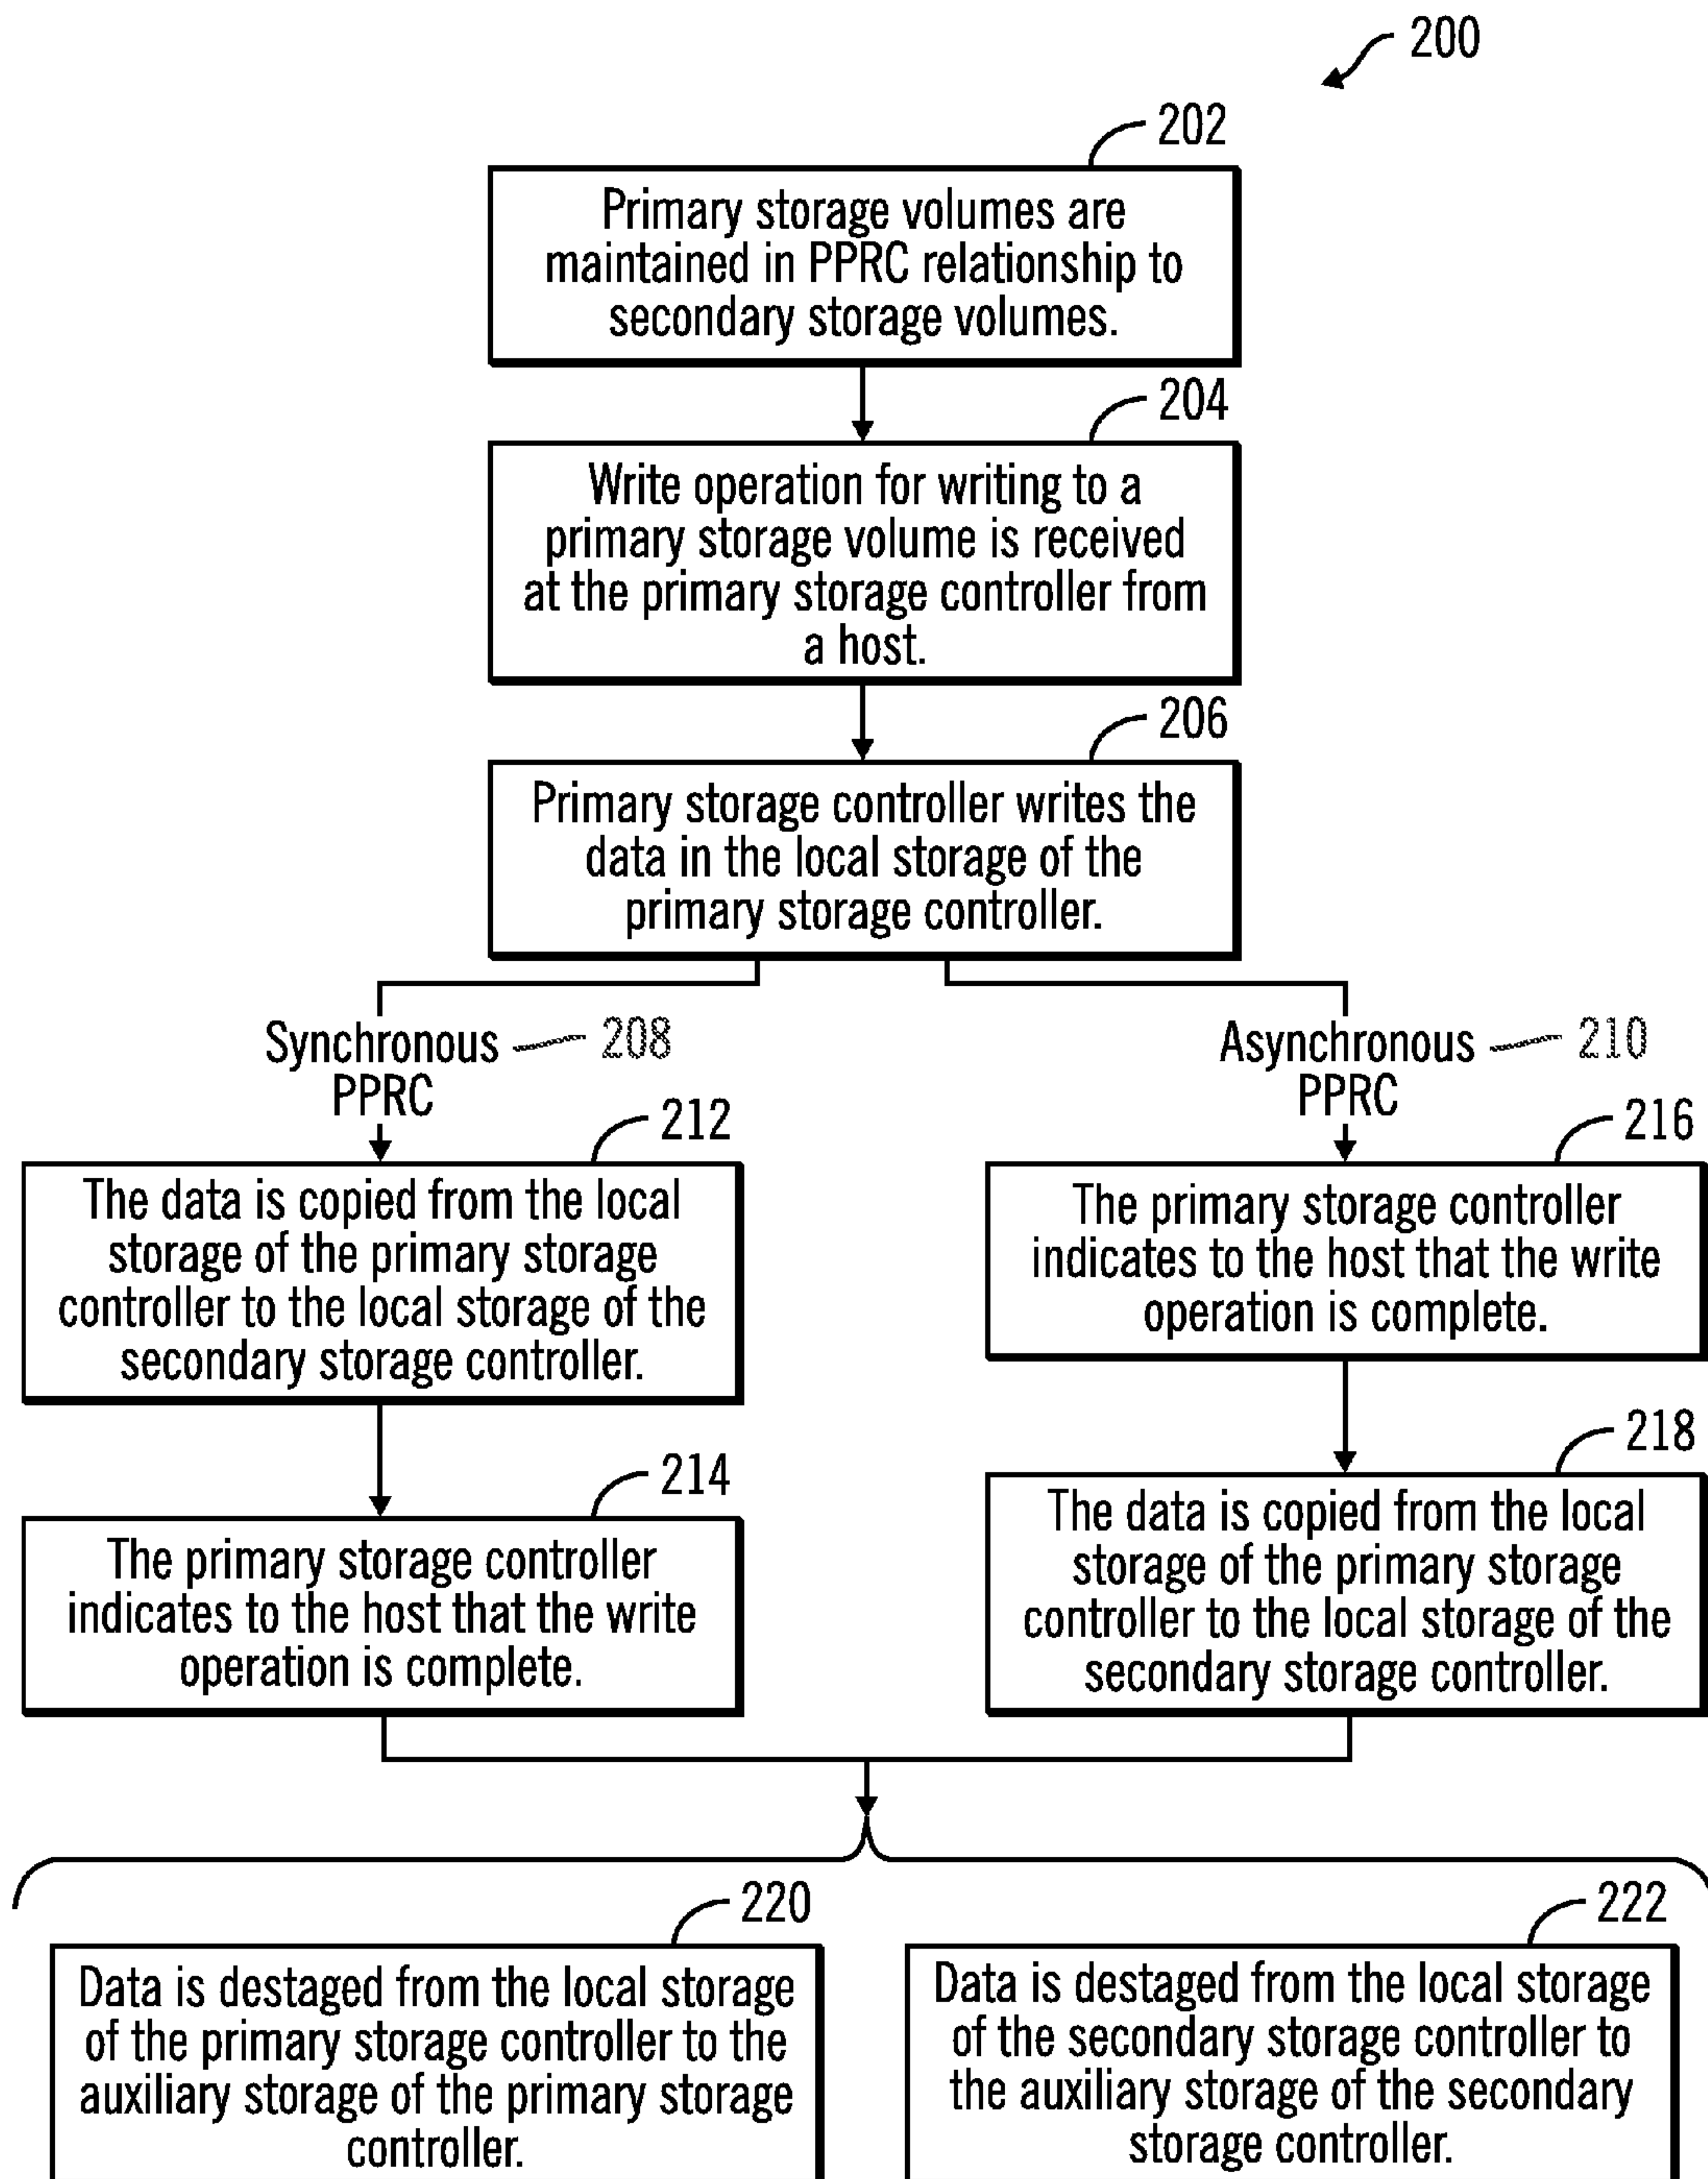 200
202
Primary storage volumes are
maintained in PPRC relationship to
secondary storage volumes.
204
Write operation for writing to a
primary storage volume is received
at the primary storage controller from
a host.
206
Primary storage controller writes the
data in the local storage of the
primary storage controller.
Synchronous 208
PPRC
Asynchronous 210
PPRC
212
The data is copied from the local
storage of the primary storage
controller to the local storage of the
secondary storage controller.
216
The primary storage controller
indicates to the host that the write
operation is complete.
214
The primary storage controller
indicates to the host that the write
operation is complete.
218
The data is copied from the local
storage of the primary storage
controller to the local storage of the
secondary storage controller.
220
Data is destaged from the local storage
of the primary storage controller to the
auxiliary storage of the primary storage
controller.
222
Data is destaged from the local storage
of the secondary storage controller to
the auxiliary storage of the secondary
storage controller.